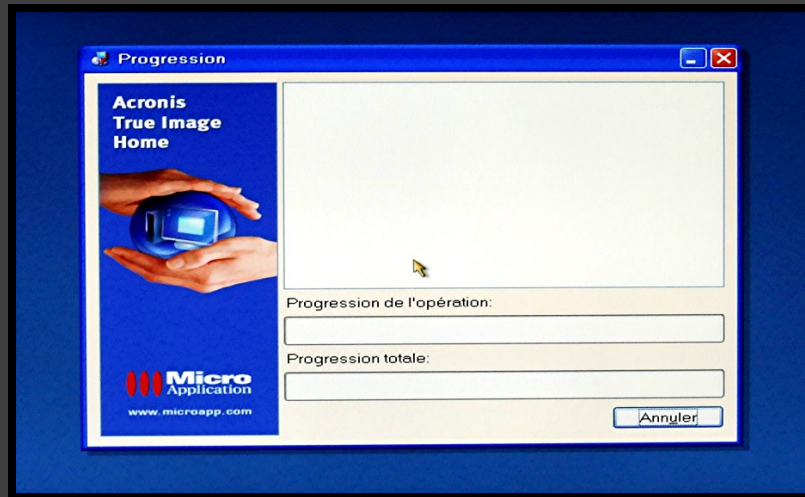 Progression
Acronis
True Image
Home
Progression de l'opération:
Progression totale:
Micro
Application
www.microapp.com
Annuler